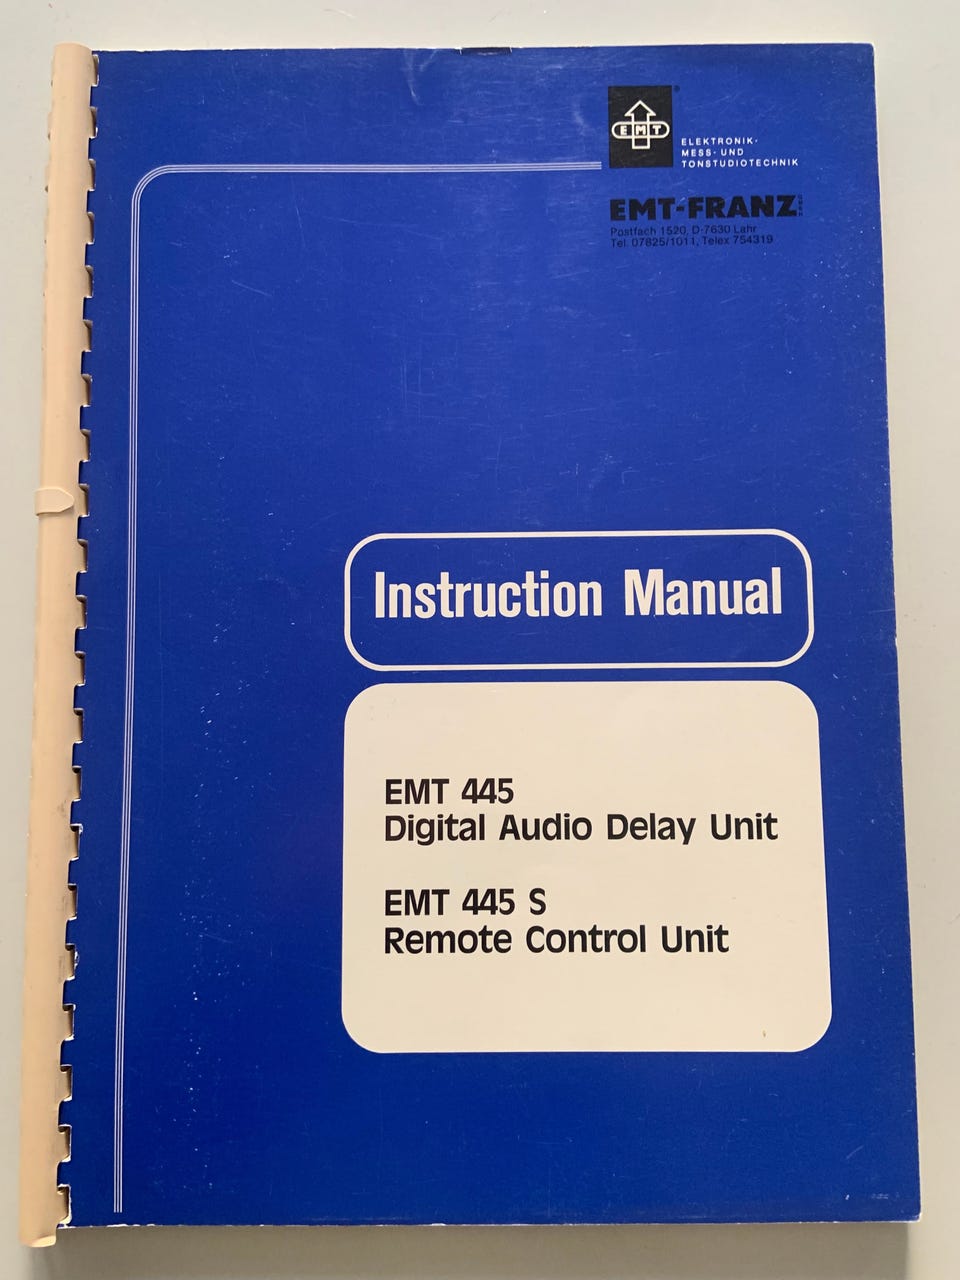 EMT
®
ELEKTRONIK-
MESS- UND
TONSTUDIOTECHNIK
EMT-FRANZ GMBH
Postfach 1520, D-7630 Lahr
Tel. 07825/1011, Telex 754319
Instruction Manual
EMT 445
Digital Audio Delay Unit
EMT 445 S
Remote Control Unit